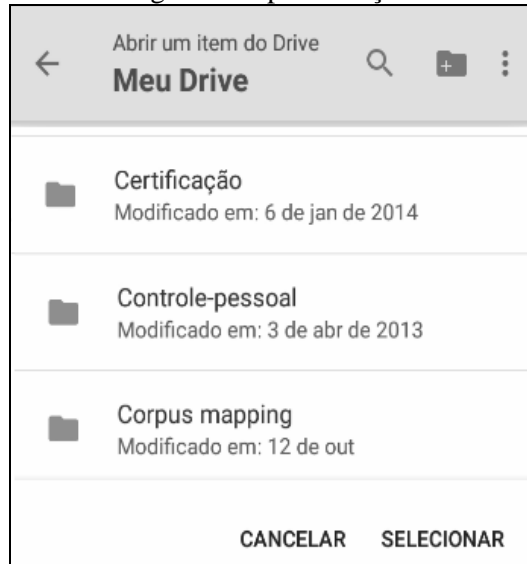 Abrir um item do Drive
Meu Drive
Certificação
Modificado em: 6 de jan de 2014
Controle-pessoal
Modificado em: 3 de abr de 2013
Corpus mapping
Modificado em: 12 de out
CANCELAR SELECIONAR